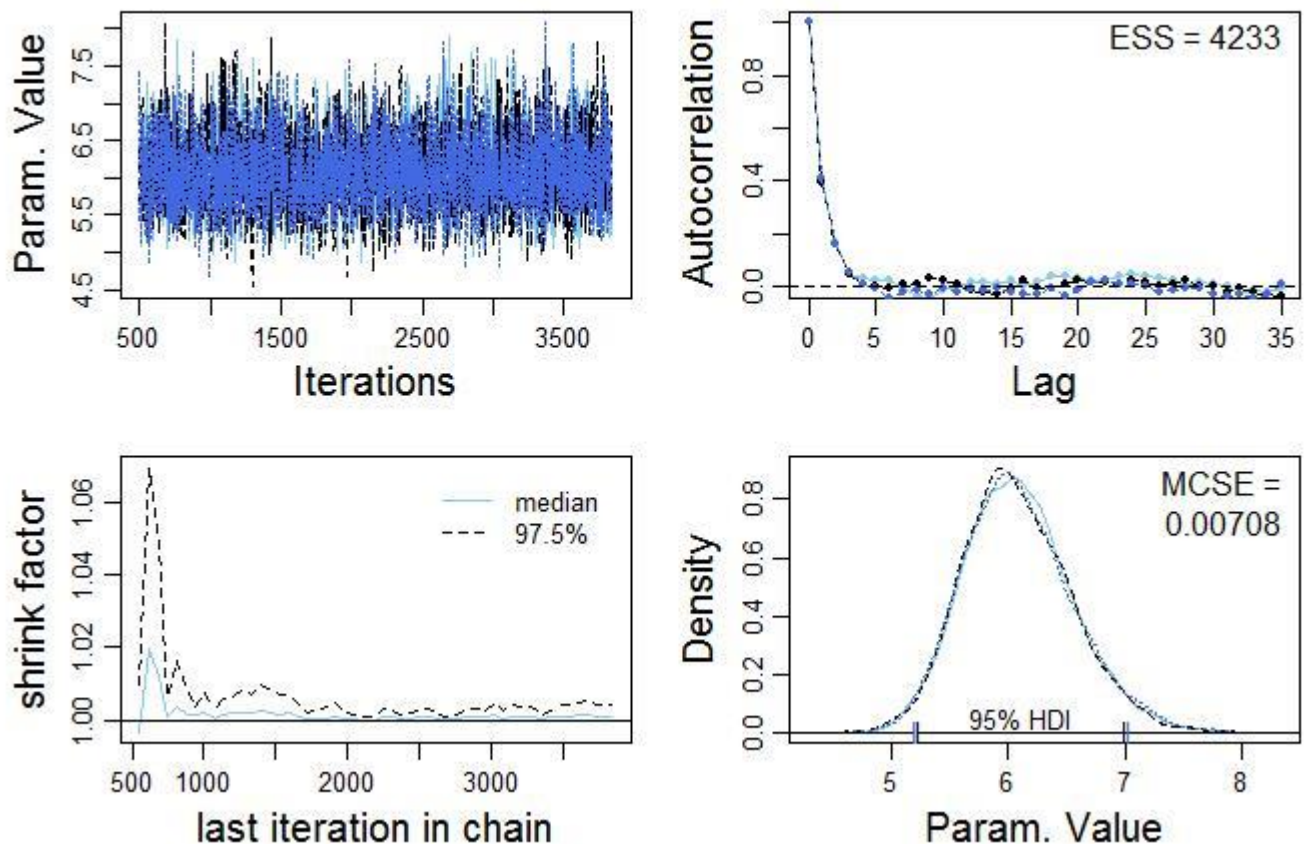 Param. Value
4.5 5.5 6.5 7.5
500 1500 2500 3500
Iterations
ESS = 4233
Autocorrelation
0.0 0.4 0.8
0 5 10 15 20 25 30 35
Lag
shrink factor
1.00 1.02 1.04 1.06
median
97.5%
500 1000 2000 3000
last iteration in chain
MCSE =
0.00708
Density
0.0 0.2 0.4 0.6 0.8
95% HDI
5 6 7 8
Param. Value